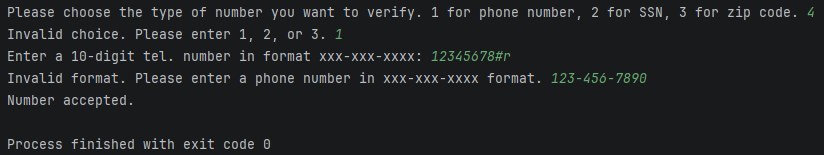 Please choose the type of number you want to verify. 1 for phone number, 2 for SSN, 3 for zip code. 4
Invalid choice. Please enter 1, 2, or 3. 1
Enter a 10-digit tel. number in format xxx-xxx-xxxx: 12345678#r
Invalid format. Please enter a phone number in xxx-xxx-xxxx format. 123-456-7890
Number accepted.
Process finished with exit code 0